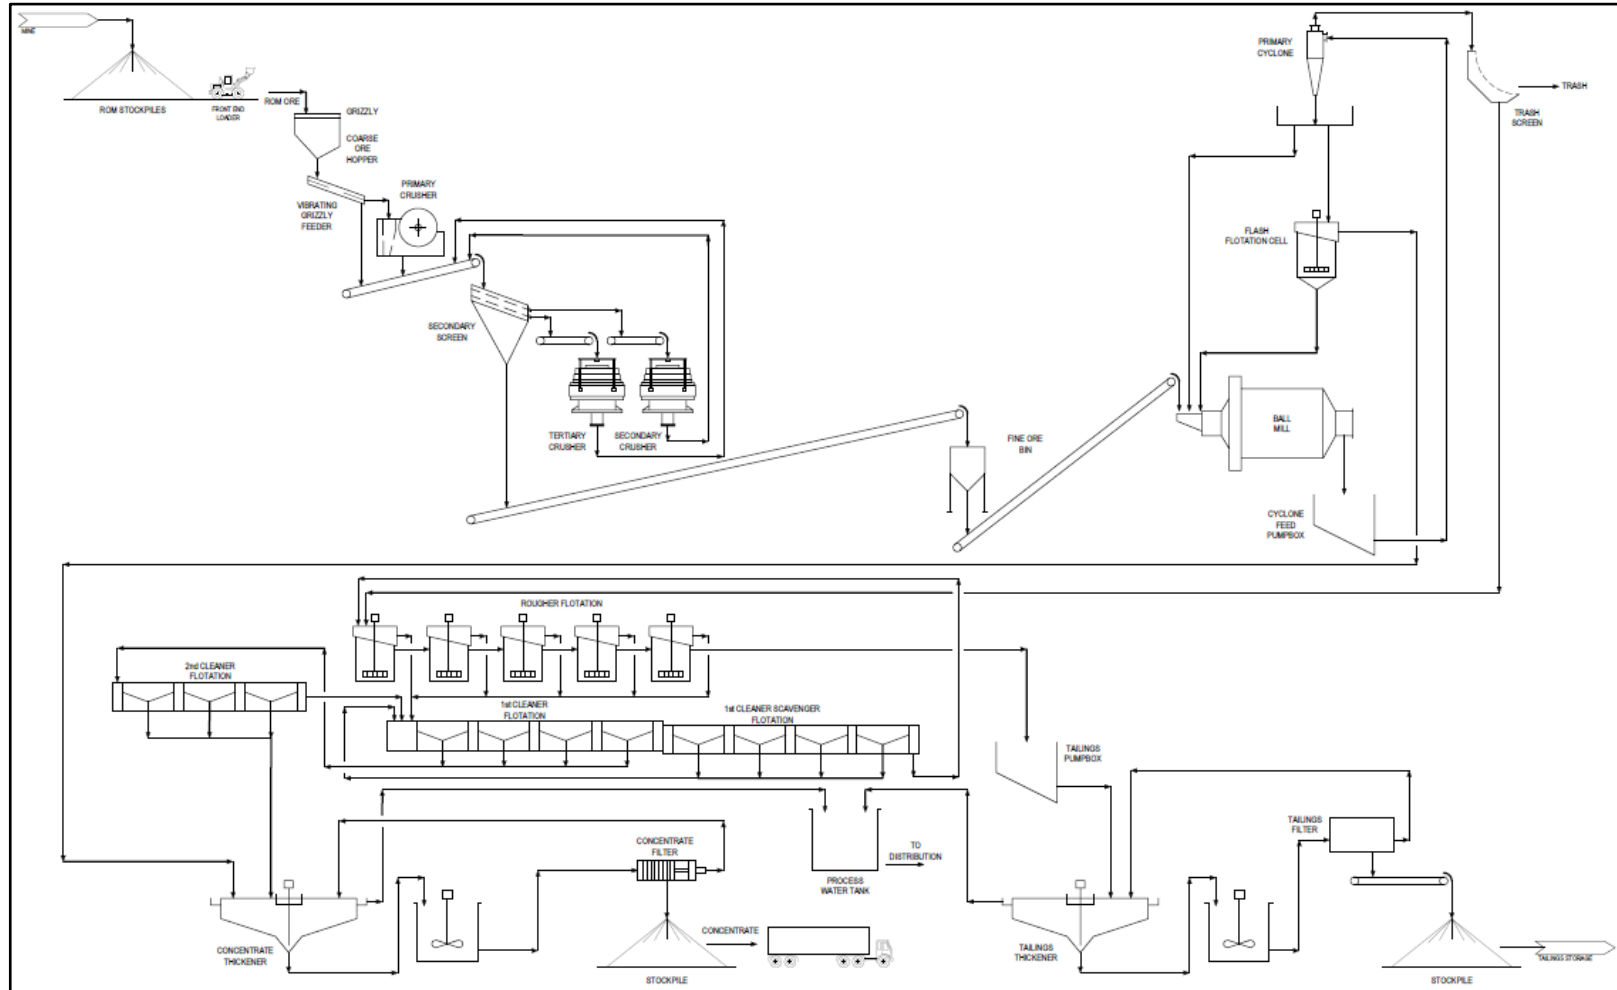 MINE
ROM STOCKPILES
FRONT END
LOADER
ROM ORE
GRIZZLY
COARSE
ORE
HOPPER
VIBRATING
GRIZZLY
FEEDER
PRIMARY
CRUSHER
SECONDARY
SCREEN
TERTIARY
CRUSHER
SECONDARY
CRUSHER
FINE ORE
BIN
PRIMARY
CYCLONE
TRASH
TRASH
SCREEN
FLASH
FLOTATION CELL
BALL
MILL
CYCLONE
FEED
PUMPBOX
ROUGHER FLOTATION
2nd CLEANER
FLOTATION
1st CLEANER
FLOTATION
1st CLEANER SCAVENGER
FLOTATION
TAILINGS
PUMPBOX
CONCENTRATE
FILTER
TO
DISTRIBUTION
PROCESS
WATER TANK
TAILINGS
FILTER
CONCENTRATE
THICKENER
CONCENTRATE
STOCKPILE
TAILINGS
THICKENER
STOCKPILE
TAILINGS STORAGE